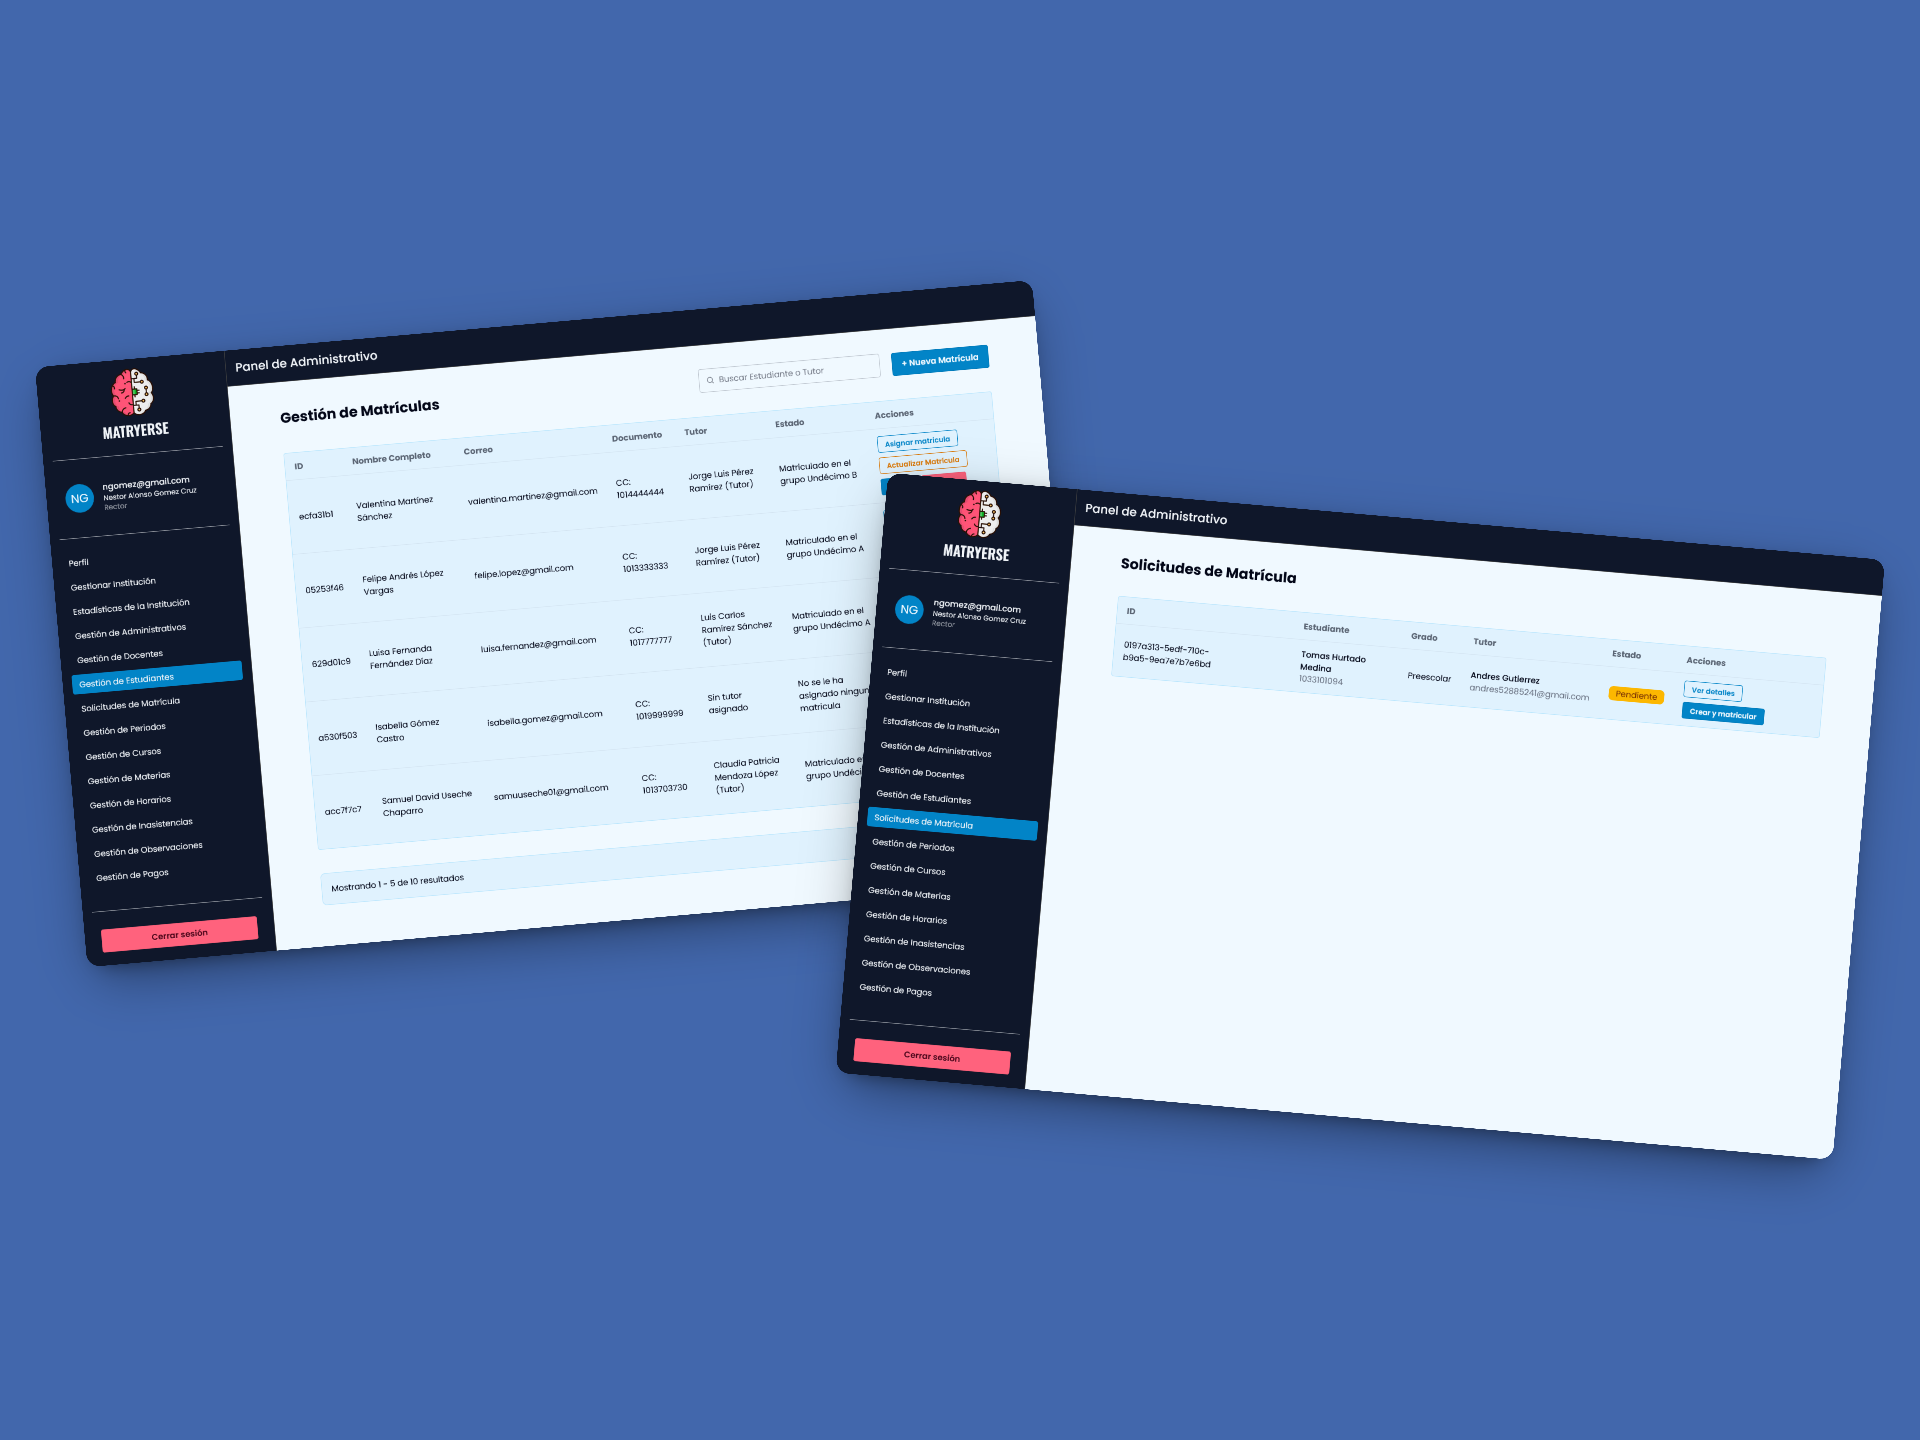 MATRYERSE
NG
ngomez@gmail.com
Nestor Alonso Gomez Cruz
Rector
Perfil
Gestionar Institución
Estadísticas de la Institución
Gestión de Administrativos
Gestión de Docentes
Gestión de Estudiantes
Solicitudes de Matrícula
Gestión de Periodos
Gestión de Cursos
Gestión de Materias
Gestión de Horarios
Gestión de Inasistencias
Gestión de Observaciones
Gestión de Pagos
Cerrar sesión
Panel de Administrativo
Gestión de Matrículas
Buscar Estudiante o Tutor
+ Nueva Matrícula
ID Nombre Completo Correo Documento Tutor Estado Acciones
ecfa31b1 Valentina Martínez Sánchez valentina.martinez@gmail.com CC: 1014444444 Jorge Luis Pérez Ramírez (Tutor) Matriculado en el grupo Undécimo B
Asignar matrícula
Actualizar Matrícula
05253f46 Felipe Andrés López Vargas felipe.lopez@gmail.com CC: 1013333333 Jorge Luis Pérez Ramírez (Tutor) Matriculado en el grupo Undécimo A
629d01c9 Luisa Fernanda Fernández Díaz luisa.fernandez@gmail.com CC: 1017777777 Luis Carlos Ramírez Sánchez (Tutor) Matriculado en el grupo Undécimo A
a530f503 Isabella Gómez Castro isabella.gomez@gmail.com CC: 1019999999 Sin tutor asignado No se le ha asignado ningun matricula
acc7f7c7 Samuel David Useche Chaparro samuuseche01@gmail.com CC: 1013703730 Claudia Patricia Mendoza López (Tutor) Matriculado e grupo Undéci
Mostrando 1 - 5 de 10 resultados
MATRYERSE
NG
ngomez@gmail.com
Nestor Alonso Gomez Cruz
Rector
Perfil
Gestionar Institución
Estadísticas de la Institución
Gestión de Administrativos
Gestión de Docentes
Gestión de Estudiantes
Solicitudes de Matrícula
Gestión de Periodos
Gestión de Cursos
Gestión de Materias
Gestión de Horarios
Gestión de Inasistencias
Gestión de Observaciones
Gestión de Pagos
Cerrar sesión
Panel de Administrativo
Solicitudes de Matrícula
ID Estudiante Grado Tutor Estado Acciones
0197a313-5edf-710c-
b9a5-9ea7e7b7e6bd
Tomas Hurtado
Medina
1033101094
Preescolar
Andres Gutierrez
andres52885241@gmail.com
Pendiente
Ver detalles
Crear y matricular